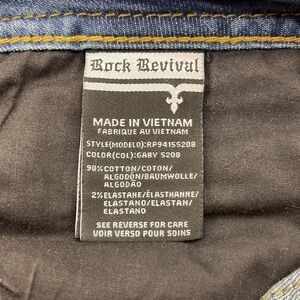 Rock Revival
MADE IN VIETNAM
FABRIQUE AU VIETNAM
STYLE(MODELO):RP9415S208
COLOR(COL):GABY S208
98%COTTON/COTON/
ALGODÓN/BAUMWOLLE/
ALGODÃO
2%ELASTANE/ÉLASTHANNE/
ELASTANO/ELASTAN/
ELASTANO
SEE REVERSE FOR CARE
VOIR VERSO POUR SOINS